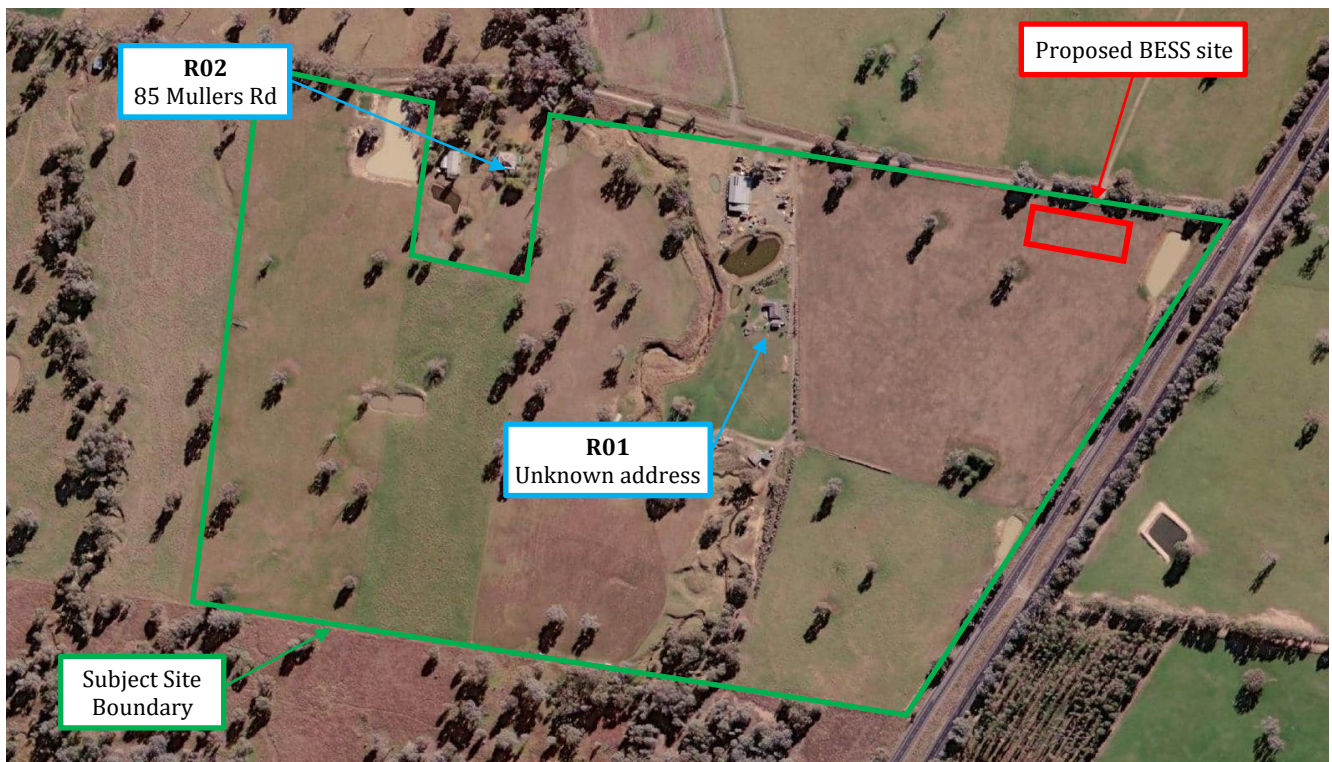 R02
85 Mullers Rd
Proposed BESS site
R01
Unknown address
Subject Site
Boundary